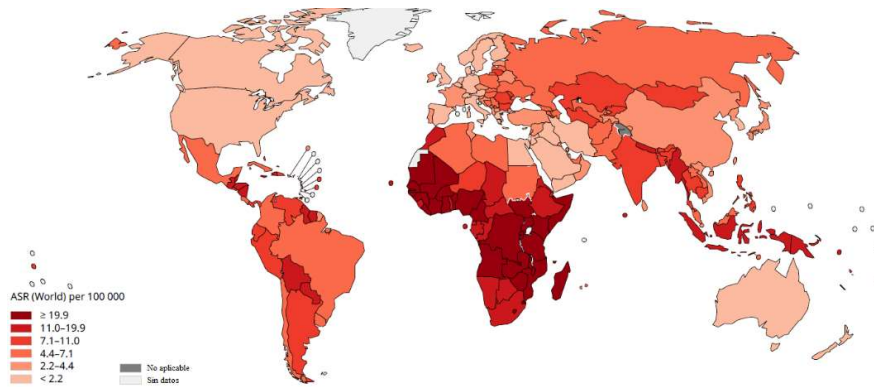 ASR (World) per 100 000
≥ 19.9
11.0–19.9
7.1–11.0
4.4–7.1
2.2–4.4
< 2.2
No aplicable
Sin datos